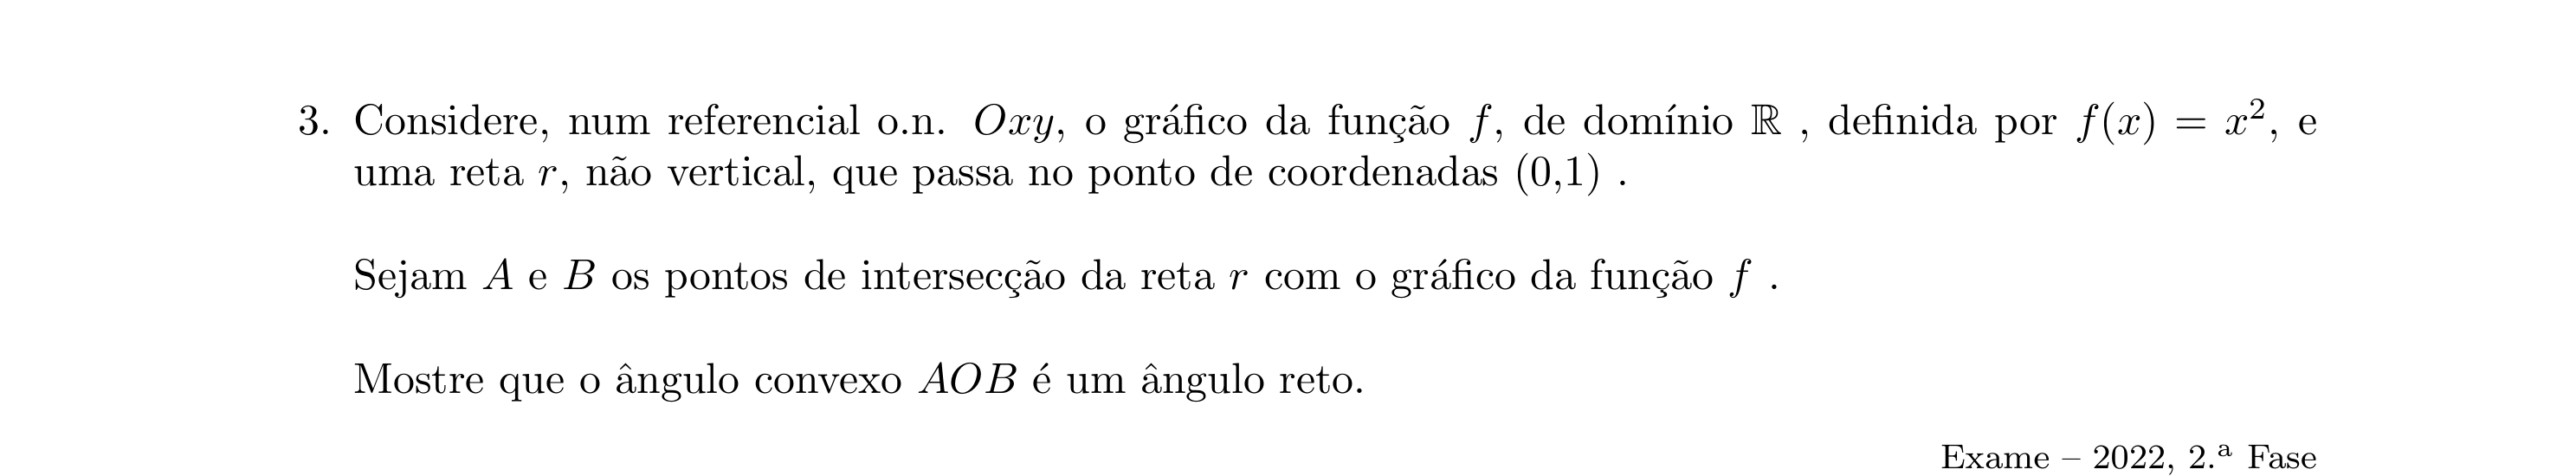 3. Considere, num referencial o.n. Oxy, o gráfico da função f, de domínio ℝ , definida por f(x) = x², e
uma reta r, não vertical, que passa no ponto de coordenadas (0,1) .
Sejam A e B os pontos de intersecção da reta r com o gráfico da função f .
Mostre que o ângulo convexo AOB é um ângulo reto.
Exame – 2022, 2.ª Fase